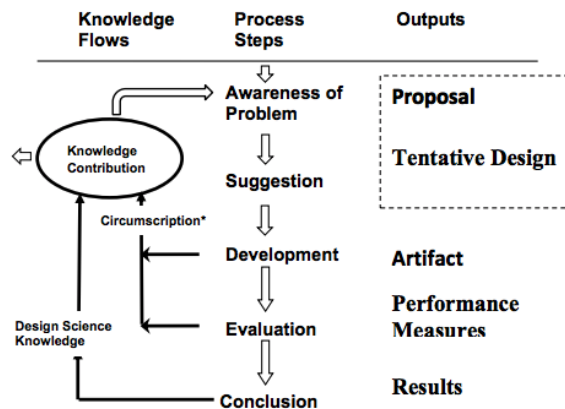 Knowledge Flows
Process Steps
Outputs
Awareness of Problem
Proposal
Knowledge Contribution
Tentative Design
Suggestion
Circumscription*
Development
Artifact
Design Science Knowledge
Evaluation
Performance Measures
Conclusion
Results